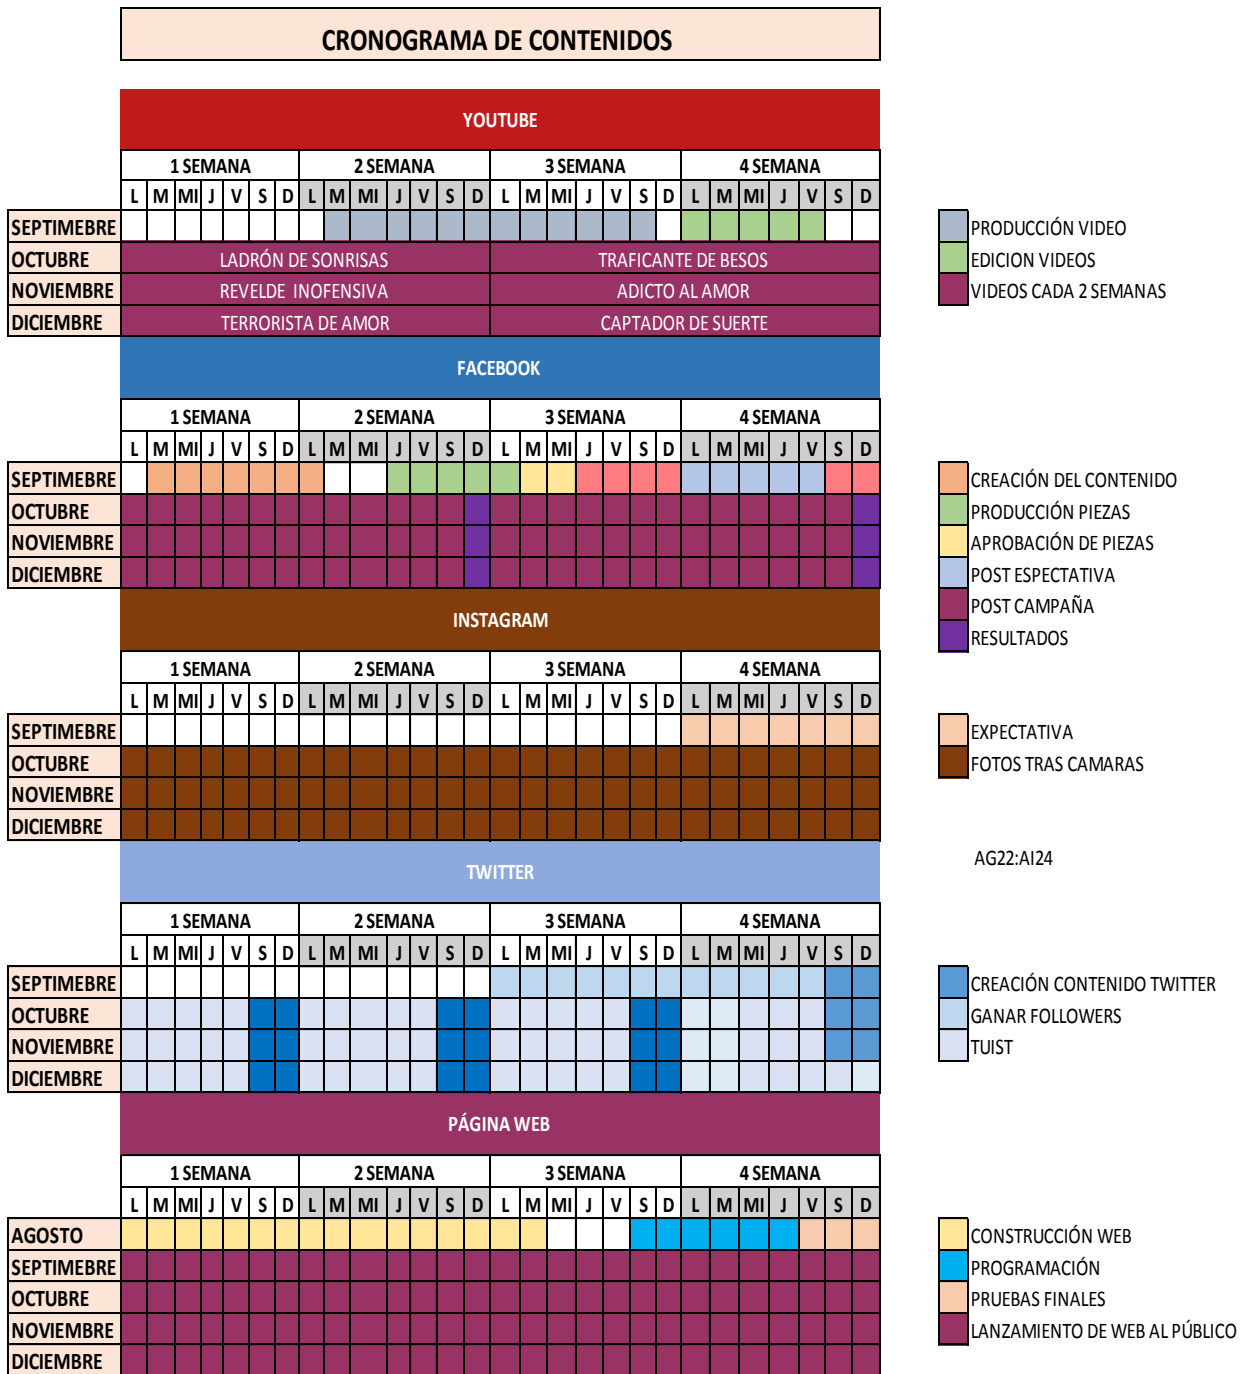 CRONOGRAMA DE CONTENIDOS
YOUTUBE
1 SEMANA 2 SEMANA 3 SEMANA 4 SEMANA
L M MI J V S D L M MI J V S D L M MI J V S D L M MI J V S D
SEPTIMEBRE PRODUCCIÓN VIDEO
OCTUBRE LADRÓN DE SONRISAS TRAFICANTE DE BESOS EDICION VIDEOS
NOVIEMBRE REVELDE INOFENSIVA ADICTO AL AMOR VIDEOS CADA 2 SEMANAS
DICIEMBRE TERRORISTA DE AMOR CAPTADOR DE SUERTE
FACEBOOK
1 SEMANA 2 SEMANA 3 SEMANA 4 SEMANA
L M MI J V S D L M MI J V S D L M MI J V S D L M MI J V S D
SEPTIMEBRE CREACIÓN DEL CONTENIDO
OCTUBRE PRODUCCIÓN PIEZAS
NOVIEMBRE APROBACIÓN DE PIEZAS
DICIEMBRE POST ESPECTATIVA
POST CAMPAÑA
INSTAGRAM RESULTADOS
1 SEMANA 2 SEMANA 3 SEMANA 4 SEMANA
L M MI J V S D L M MI J V S D L M MI J V S D L M MI J V S D
SEPTIMEBRE EXPECTATIVA
OCTUBRE FOTOS TRAS CAMARAS
NOVIEMBRE
DICIEMBRE
TWITTER AG22:AI24
1 SEMANA 2 SEMANA 3 SEMANA 4 SEMANA
L M MI J V S D L M MI J V S D L M MI J V S D L M MI J V S D
SEPTIMEBRE CREACIÓN CONTENIDO TWITTER
OCTUBRE GANAR FOLLOWERS
NOVIEMBRE TUIST
DICIEMBRE
PÁGINA WEB
1 SEMANA 2 SEMANA 3 SEMANA 4 SEMANA
L M MI J V S D L M MI J V S D L M MI J V S D L M MI J V S D
AGOSTO CONSTRUCCIÓN WEB
SEPTIMEBRE PROGRAMACIÓN
OCTUBRE PRUEBAS FINALES
NOVIEMBRE LANZAMIENTO DE WEB AL PÚBLICO
DICIEMBRE